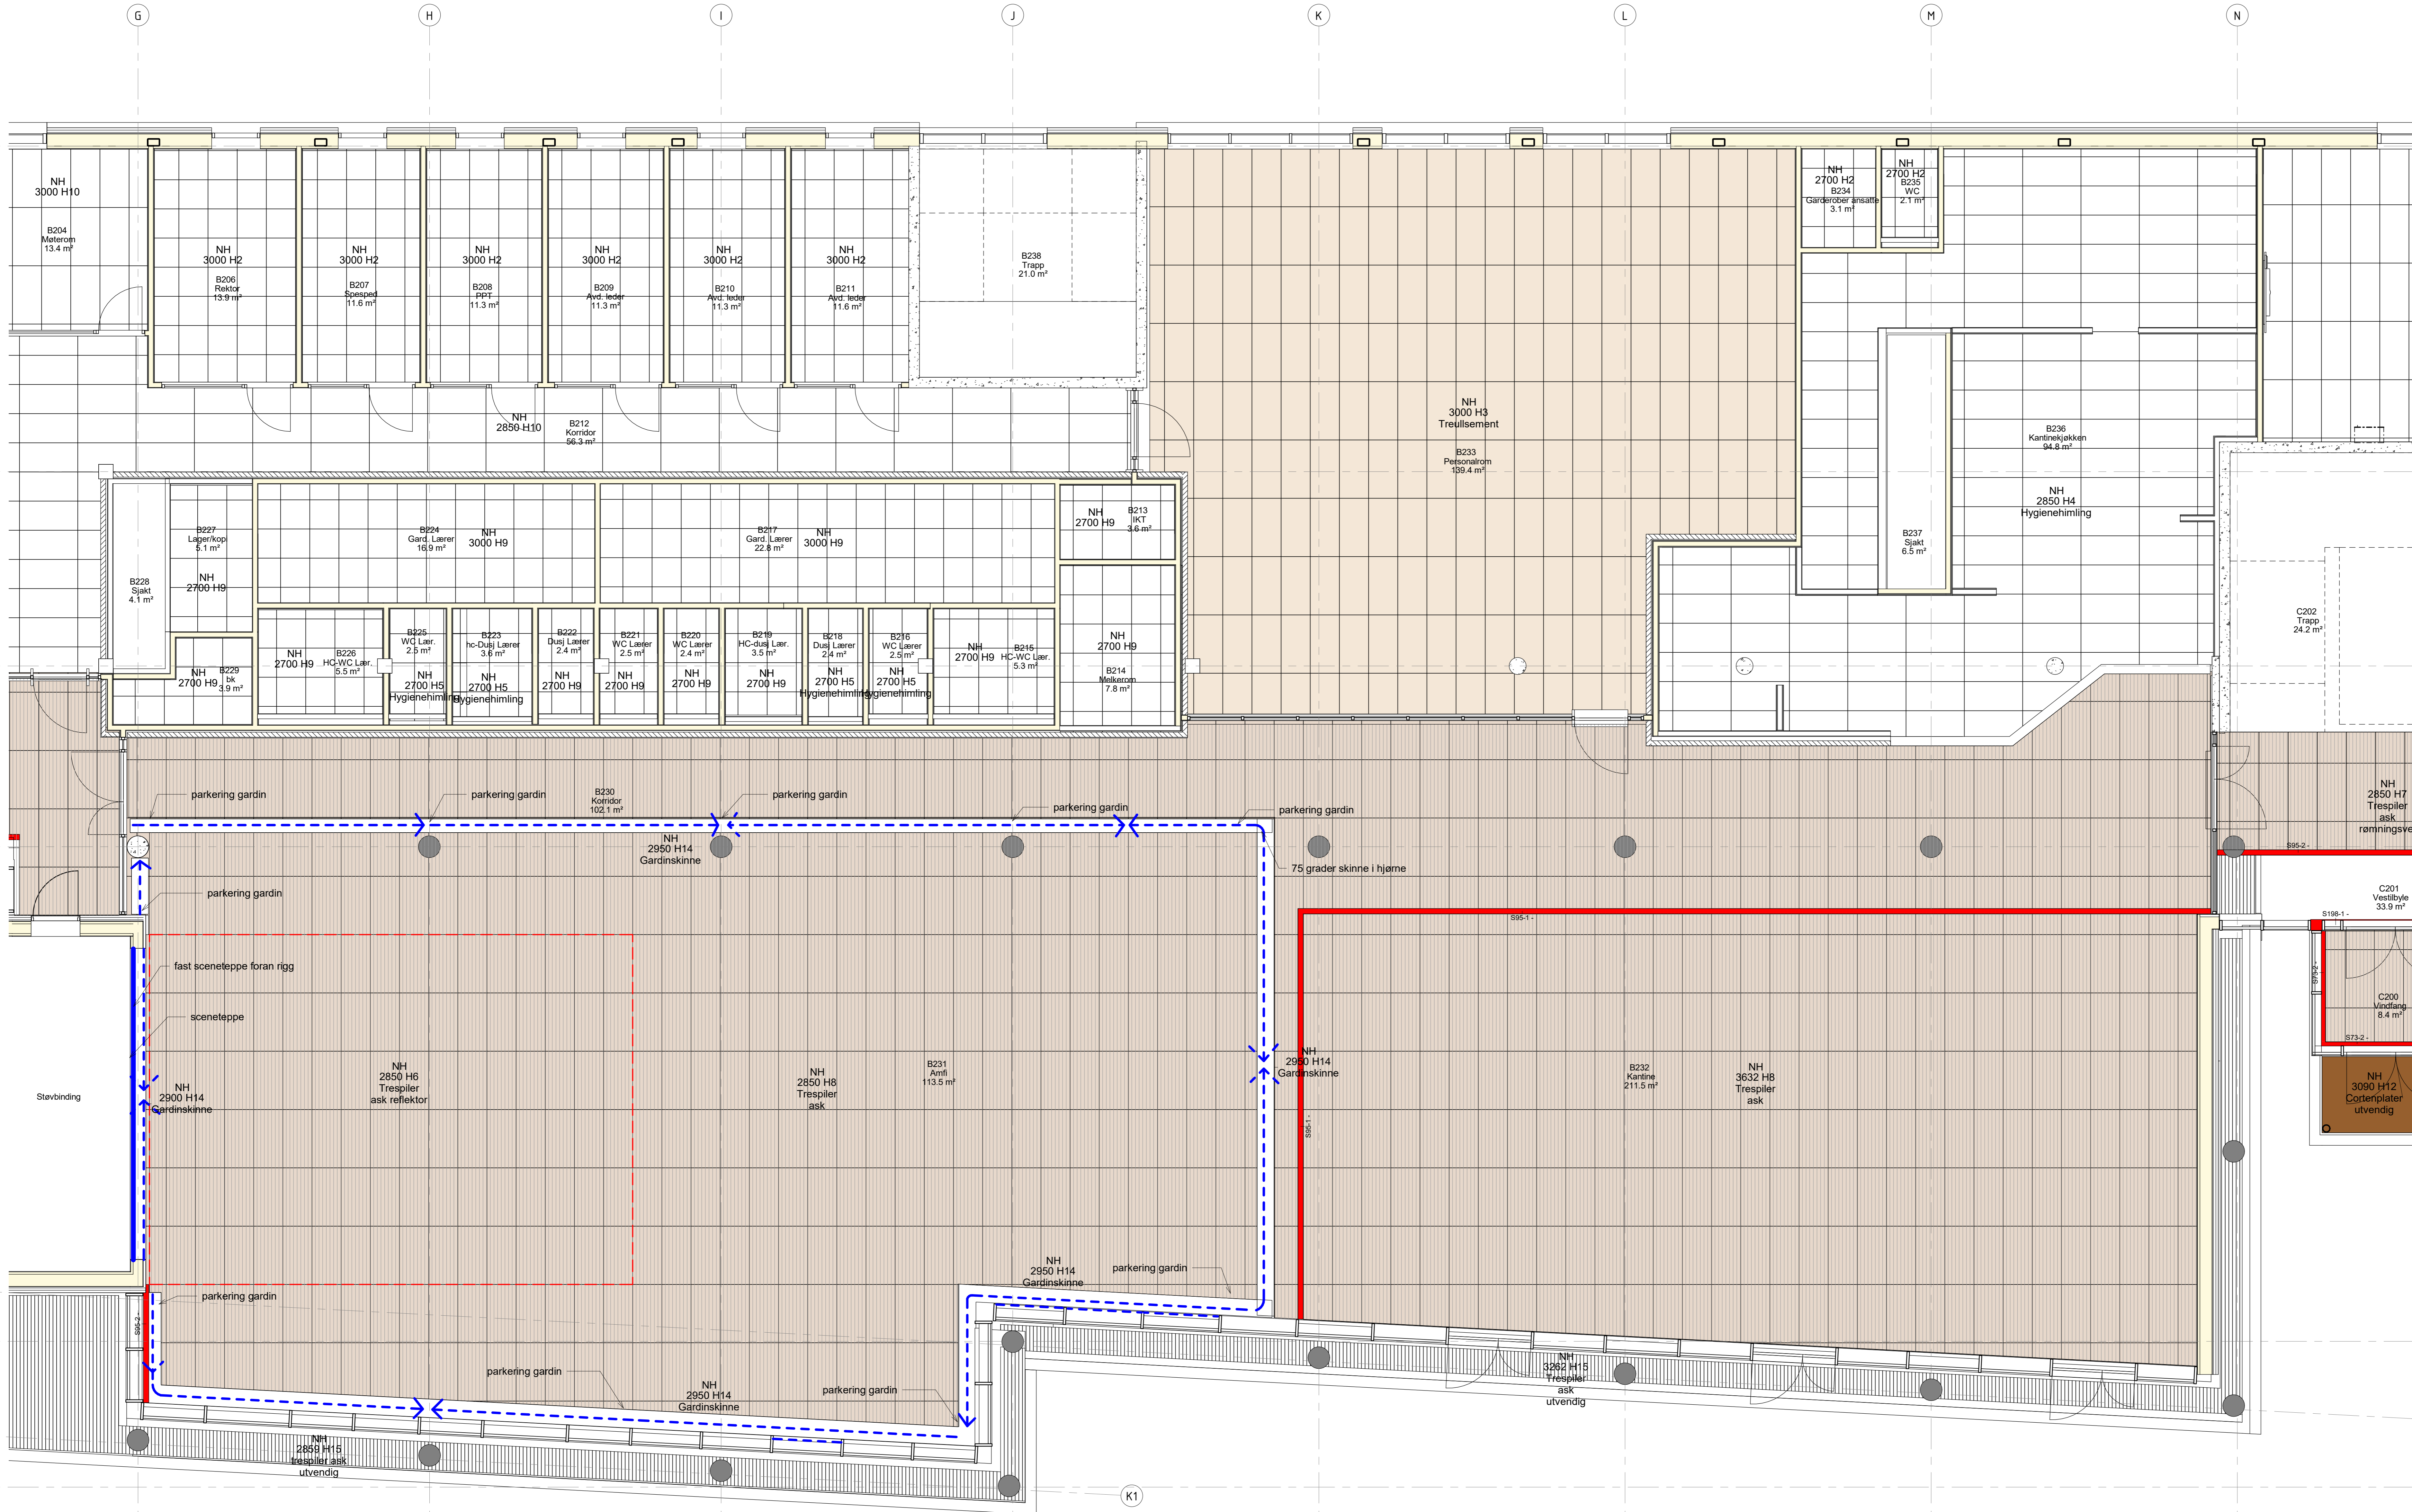 G
H
I
J
K
L
M
N
NH
3000 H10
B204
Møterom
13.4 m²
NH
3000 H2
B206
Rektor
13.9 m²
NH
3000 H2
B207
Spesped
11.6 m²
NH
3000 H2
B208
PPT
11.3 m²
NH
3000 H2
B209
Avd. leder
11.3 m²
NH
3000 H2
B210
Avd. leder
11.3 m²
NH
3000 H2
B211
Avd. leder
11.6 m²
B238
Trapp
21.0 m²
NH
2700 H2
B234
Garderober ansatte
3.1 m²
NH
2700 H2
B235
WC
2.1 m²
NH
2850 H10
B212
Korridor
56.3 m²
NH
3000 H3
Treullsement
B233
Personalrom
139.4 m²
B236
Kantinekjøkken
94.8 m²
NH
2850 H4
Hygienehimling
B237
Sjakt
6.5 m²
B227
Lager/kopi
5.1 m²
NH
2700 H9
B228
Sjakt
4.1 m²
B224
Gard. Lærer
16.9 m²
NH
3000 H9
B217
Gard. Lærer
22.8 m²
NH
3000 H9
NH
2700 H9
B213
IKT
3.6 m²
NH
2700 H9
B229
bk
3.9 m²
NH
2700 H9
B226
HC-WC Lær.
5.5 m²
B225
WC Lær.
2.5 m²
NH
2700 H5
Hygienehimling
B223
hc-Dusj Lærer
3.6 m²
NH
2700 H5
Hygienehimling
B222
Dusj Lærer
2.4 m²
NH
2700 H9
B221
WC Lærer
2.5 m²
NH
2700 H9
B220
WC Lærer
2.4 m²
NH
2700 H9
B219
HC-dusj Lær.
3.5 m²
NH
2700 H9
B218
Dusj Lærer
2.4 m²
NH
2700 H5
Hygienehimling
B216
WC Lærer
2.5 m²
NH
2700 H5
Hygienehimling
NH
2700 H9
B215
HC-WC Lær.
5.3 m²
NH
2700 H9
B214
Melkerom
7.8 m²
C202
Trapp
24.2 m²
parkering gardin
parkering gardin
B230
Korridor
102.1 m²
parkering gardin
parkering gardin
parkering gardin
NH
2950 H14
Gardinskinne
75 grader skinne i hjørne
NH
2850 H7
Trespiler
ask
S95-2 -
parkering gardin
C201
Vestilbyle
33.9 m²
S198-1 -
S95-1 -
fast sceneteppe foran rigg
sceneteppe
S73-2 -
C200
Vindfang
8.4 m²
S73-2 -
Støvbinding
NH
2900 H14
Gardinskinne
NH
2850 H6
Trespiler
ask reflektor
NH
2850 H8
Trespiler
ask
B231
Amfi
113.5 m²
NH
2950 H14
Gardinskinne
S95-1 -
B232
Kantine
211.5 m²
NH
3632 H8
Trespiler
ask
NH
3090 H12
Cortenplater
utvendig
NH
2950 H14
Gardinskinne
parkering gardin
parkering gardin
S95-2 -
parkering gardin
NH
2950 H14
Gardinskinne
parkering gardin
NH
3262 H15
Trespiler
ask
utvendig
NH
2859 H15
trespiler ask
utvendig
K1